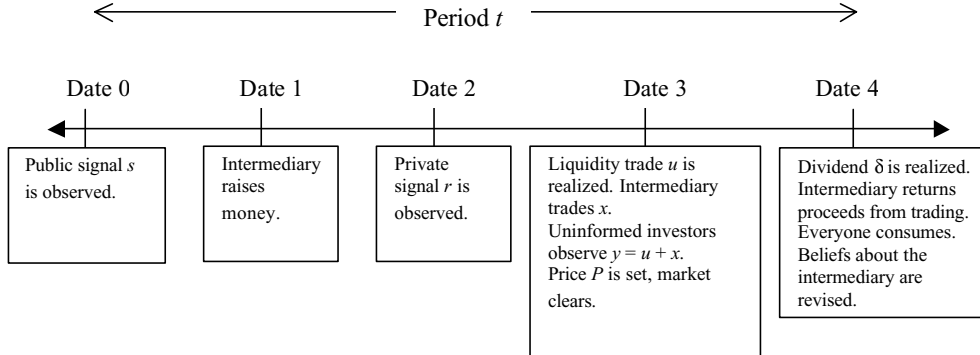 Period t
Date 0
Date 1
Date 2
Date 3
Date 4
Public signal s
is observed.
Intermediary
raises
money.
Private
signal r is
observed.
Liquidity trade u is
realized. Intermediary
trades x.
Uninformed investors
observe y = u + x.
Price P is set, market
clears.
Dividend δ is realized.
Intermediary returns
proceeds from trading.
Everyone consumes.
Beliefs about the
intermediary are
revised.